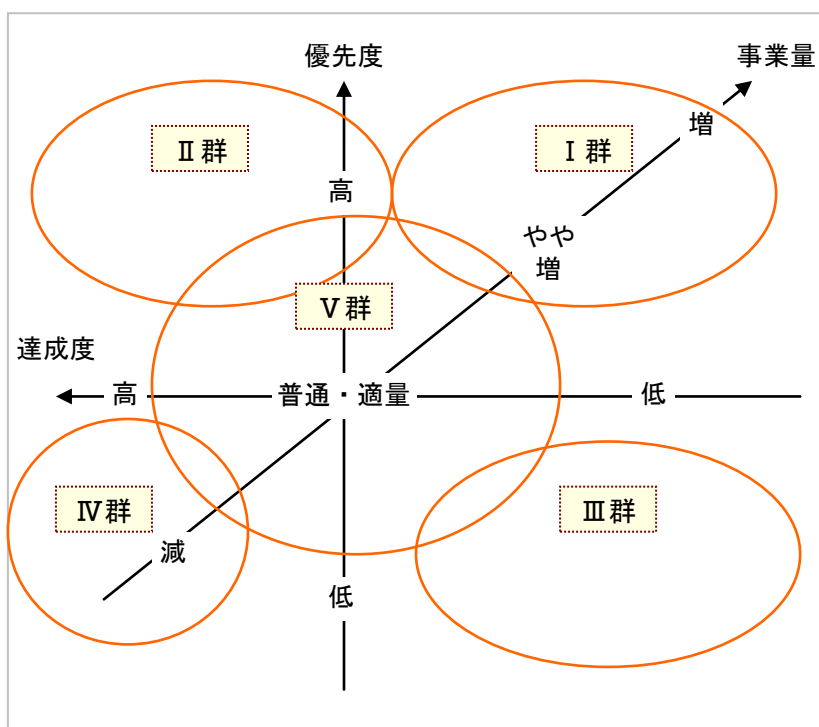 優先度
事業量
増
Ⅱ群
Ⅰ群
高
やや
増
Ⅴ群
達成度
高
普通・適量
低
Ⅳ群
Ⅲ群
減
低